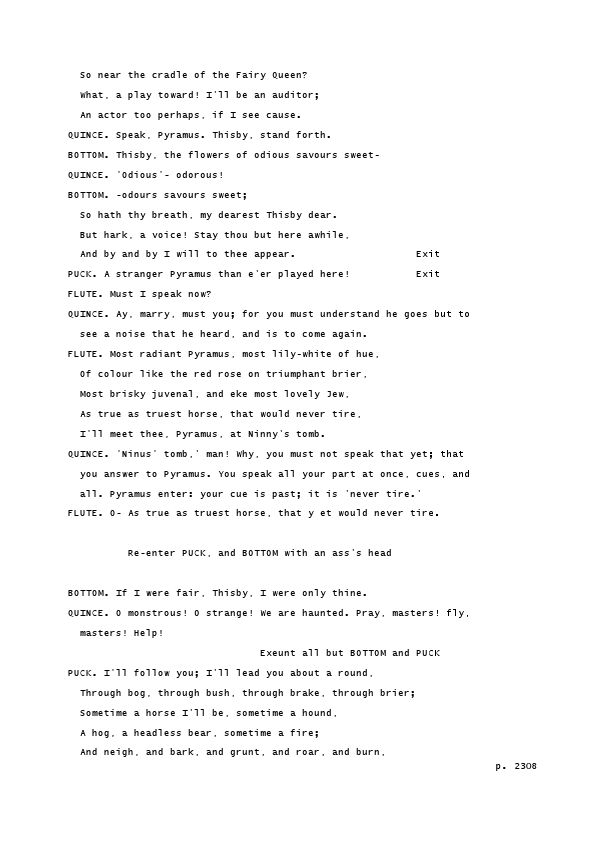 So near the cradle of the Fairy Queen?
What, a play toward! I'll be an auditor;
An actor too perhaps, if I see cause.
QUINCE. Speak, Pyramus. Thisby, stand forth.
BOTTOM. Thisby, the flowers of odious savours sweet-
QUINCE. 'Odious'- odorous!
BOTTOM. -odours savours sweet;
So hath thy breath, my dearest Thisby dear.
But hark, a voice! Stay thou but here awhile,
And by and by I will to thee appear. Exit
PUCK. A stranger Pyramus than e'er played here! Exit
FLUTE. Must I speak now?
QUINCE. Ay, marry, must you; for you must understand he goes but to
see a noise that he heard, and is to come again.
FLUTE. Most radiant Pyramus, most lily-white of hue,
Of colour like the red rose on triumphant brier,
Most brisky juvenal, and eke most lovely Jew,
As true as truest horse, that would never tire,
I'll meet thee, Pyramus, at Ninny's tomb.
QUINCE. 'Ninus' tomb,' man! Why, you must not speak that yet; that
you answer to Pyramus. You speak all your part at once, cues, and
all. Pyramus enter: your cue is past; it is 'never tire.'
FLUTE. O- As true as truest horse, that y et would never tire.
Re-enter PUCK, and BOTTOM with an ass's head
BOTTOM. If I were fair, Thisby, I were only thine.
QUINCE. O monstrous! O strange! We are haunted. Pray, masters! fly,
masters! Help!
Exeunt all but BOTTOM and PUCK
PUCK. I'll follow you; I'll lead you about a round,
Through bog, through bush, through brake, through brier;
Sometime a horse I'll be, sometime a hound,
A hog, a headless bear, sometime a fire;
And neigh, and bark, and grunt, and roar, and burn,
p. 2308